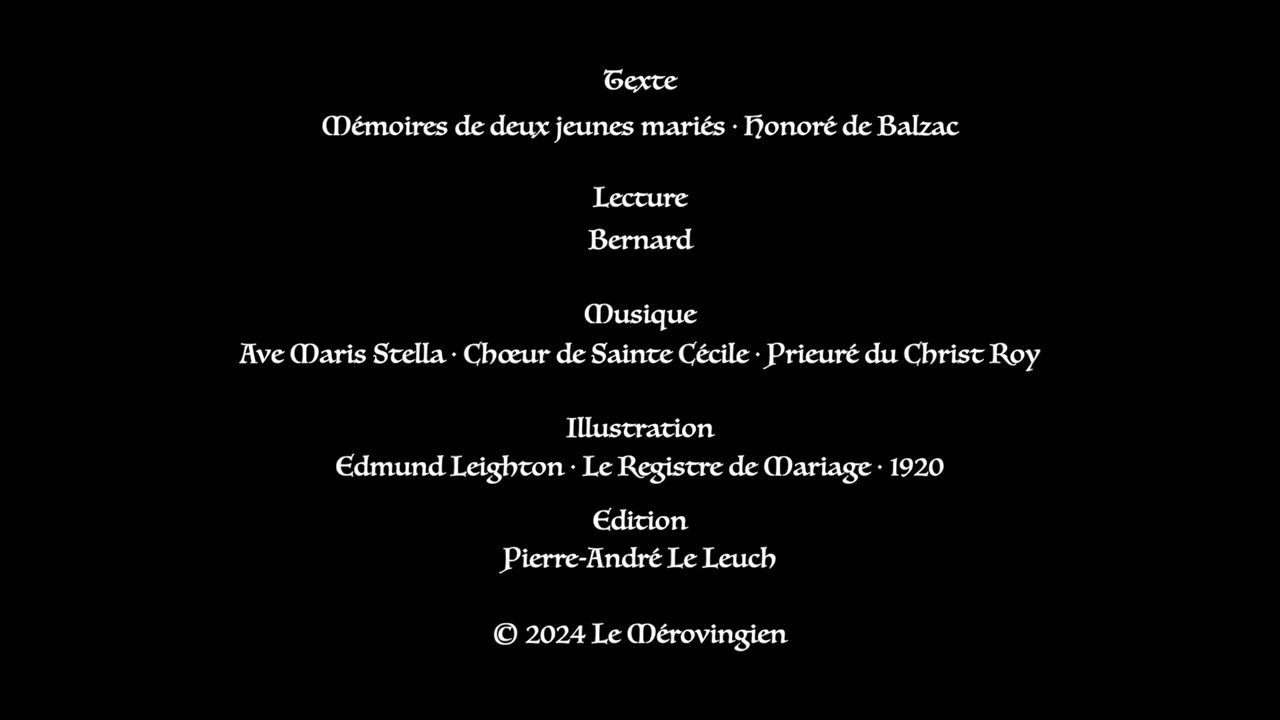 Texte
Mémoires de deux jeunes mariés · Honoré de Balzac
Lecture
Bernard
Musique
Ave Maris Stella · Chœur de Sainte Cécile · Prieuré du Christ Roy
Illustration
Edmund Leighton · Le Registre de Mariage · 1920
Edition
Pierre-André Le Leuch
© 2024 Le Mérovingien